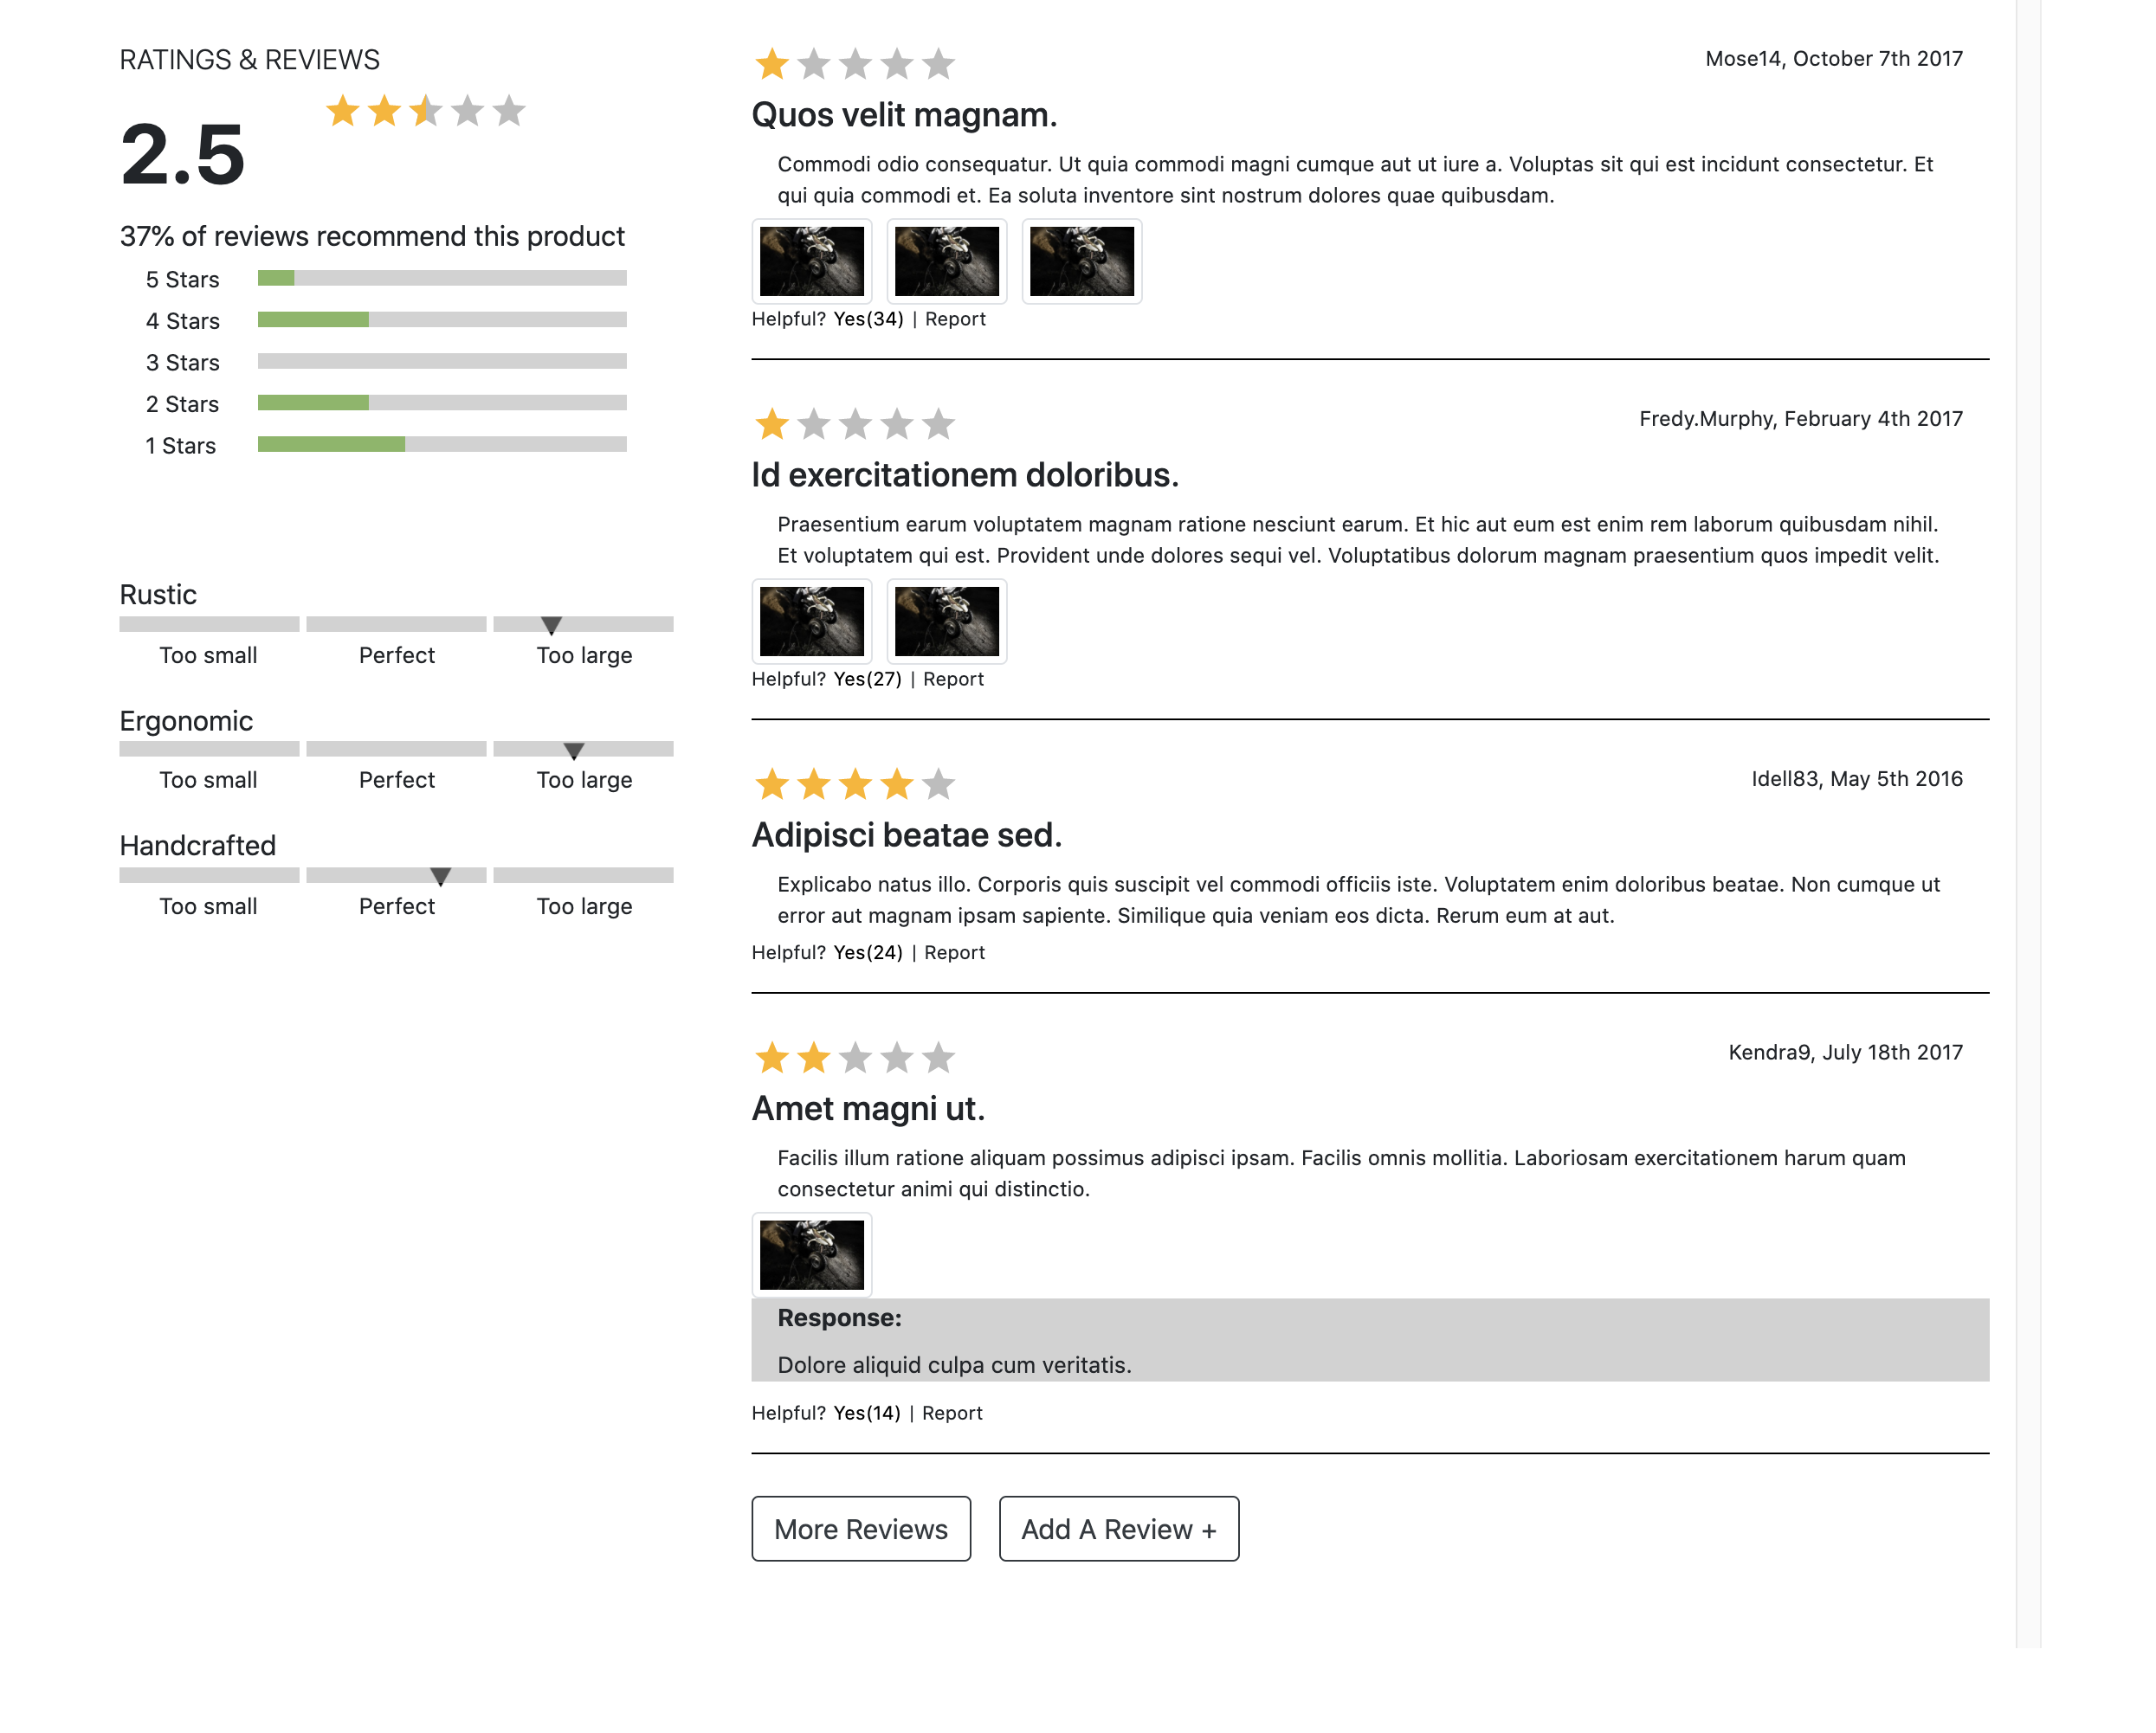 RATINGS & REVIEWS
2.5
37% of reviews recommend this product
5 Stars
4 Stars
3 Stars
2 Stars
1 Stars
Rustic
Too small Perfect Too large
Ergonomic
Too small Perfect Too large
Handcrafted
Too small Perfect Too large
Mose14, October 7th 2017
Quos velit magnam.
Commodi odio consequatur. Ut quia commodi magni cumque aut ut iure a. Voluptas sit qui est incidunt consectetur. Et
qui quia commodi et. Ea soluta inventore sint nostrum dolores quae quibusdam.
Helpful? Yes(34) | Report
Fredy.Murphy, February 4th 2017
Id exercitationem doloribus.
Praesentium earum voluptatem magnam ratione nesciunt earum. Et hic aut eum est enim rem laborum quibusdam nihil.
Et voluptatem qui est. Provident unde dolores sequi vel. Voluptatibus dolorum magnam praesentium quos impedit velit.
Helpful? Yes(27) | Report
Idell83, May 5th 2016
Adipisci beatae sed.
Explicabo natus illo. Corporis quis suscipit vel commodi officiis iste. Voluptatem enim doloribus beatae. Non cumque ut
error aut magnam ipsam sapiente. Similique quia veniam eos dicta. Rerum eum at aut.
Helpful? Yes(24) | Report
Kendra9, July 18th 2017
Amet magni ut.
Facilis illum ratione aliquam possimus adipisci ipsam. Facilis omnis mollitia. Laboriosam exercitationem harum quam
consectetur animi qui distinctio.
Response:
Dolore aliquid culpa cum veritatis.
Helpful? Yes(14) | Report
More Reviews Add A Review +